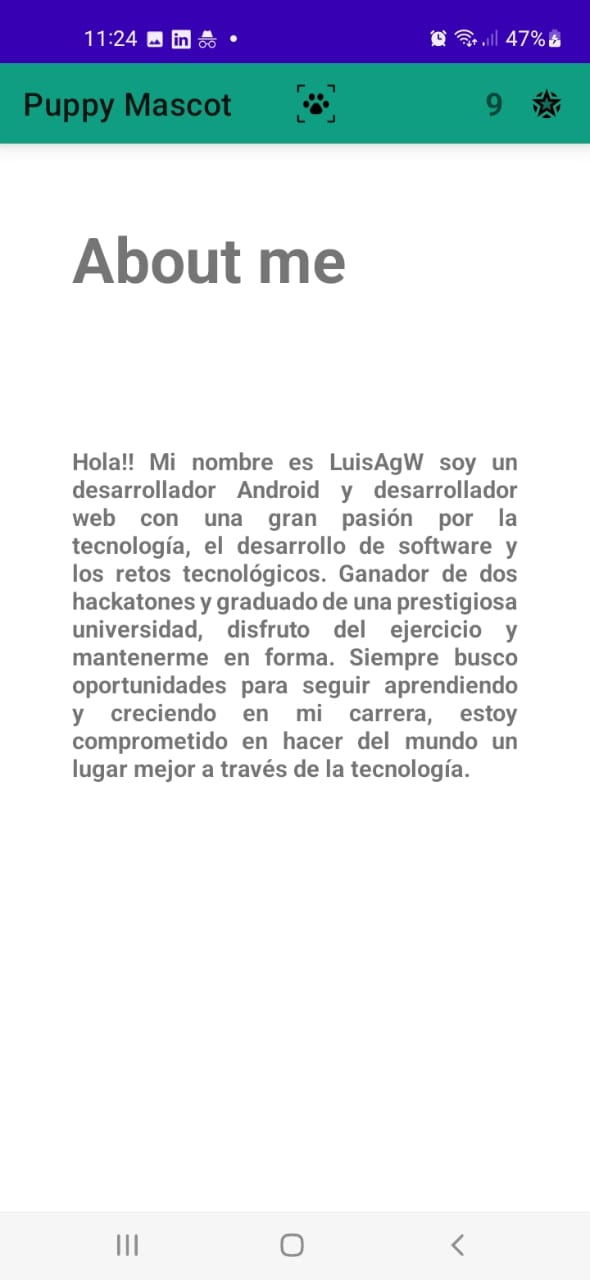 11:24 in 47%
Puppy Mascot 9
About me
Hola!! Mi nombre es LuisAgW soy un
desarrollador Android y desarrollador
web con una gran pasión por la
tecnología, el desarrollo de software y
los retos tecnológicos. Ganador de dos
hackatones y graduado de una prestigiosa
universidad, disfruto del ejercicio y
mantenerme en forma. Siempre busco
oportunidades para seguir aprendiendo
y creciendo en mi carrera, estoy
comprometido en hacer del mundo un
lugar mejor a través de la tecnología.